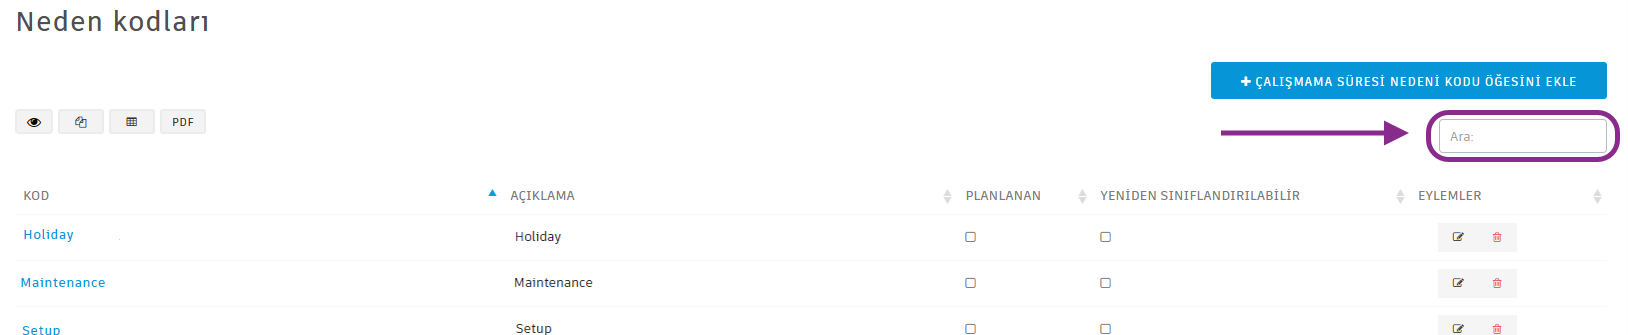 Neden kodları
ÇALIŞMAMA SÜRESİ NEDENİ KODU ÖĞESİNİ EKLE
PDF
Ara:
KOD AÇIKLAMA PLANLANAN YENİDEN SINIFLANDIRILABİLİR EYLEMLER
Holiday Holiday
Maintenance Maintenance
Setup Setup